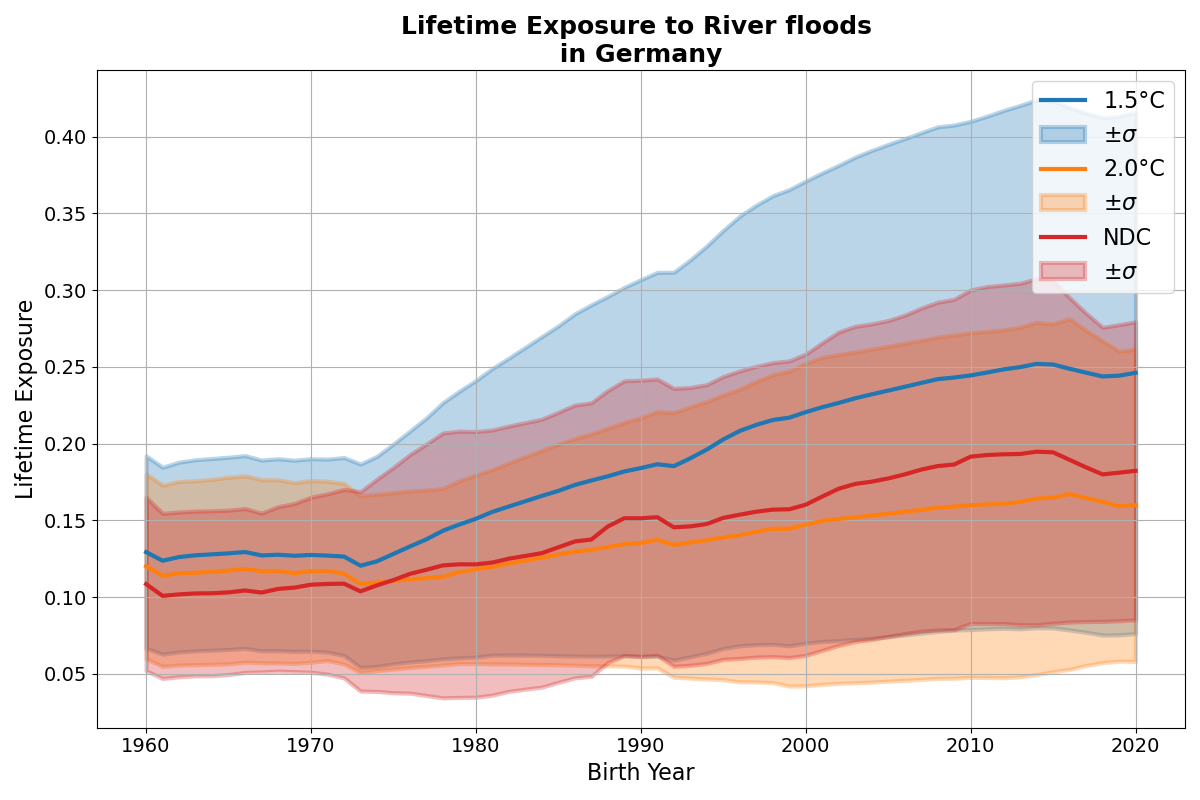 Lifetime Exposure to River floods
in Germany
Lifetime Exposure
0.40
0.35
0.30
0.25
0.20
0.15
0.10
0.05
1960 1970 1980 1990 2000 2010 2020
Birth Year
1.5°C
±σ
2.0°C
±σ
NDC
±σ